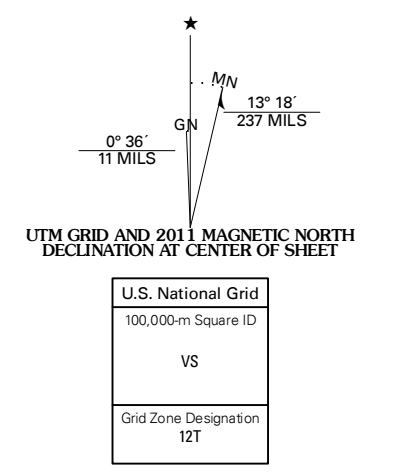 ★
MN
13° 18´
237 MILS
GN
0° 36´
11 MILS
UTM GRID AND 2011 MAGNETIC NORTH
DECLINATION AT CENTER OF SHEET
U.S. National Grid
100,000-m Square ID
VS
Grid Zone Designation
12T